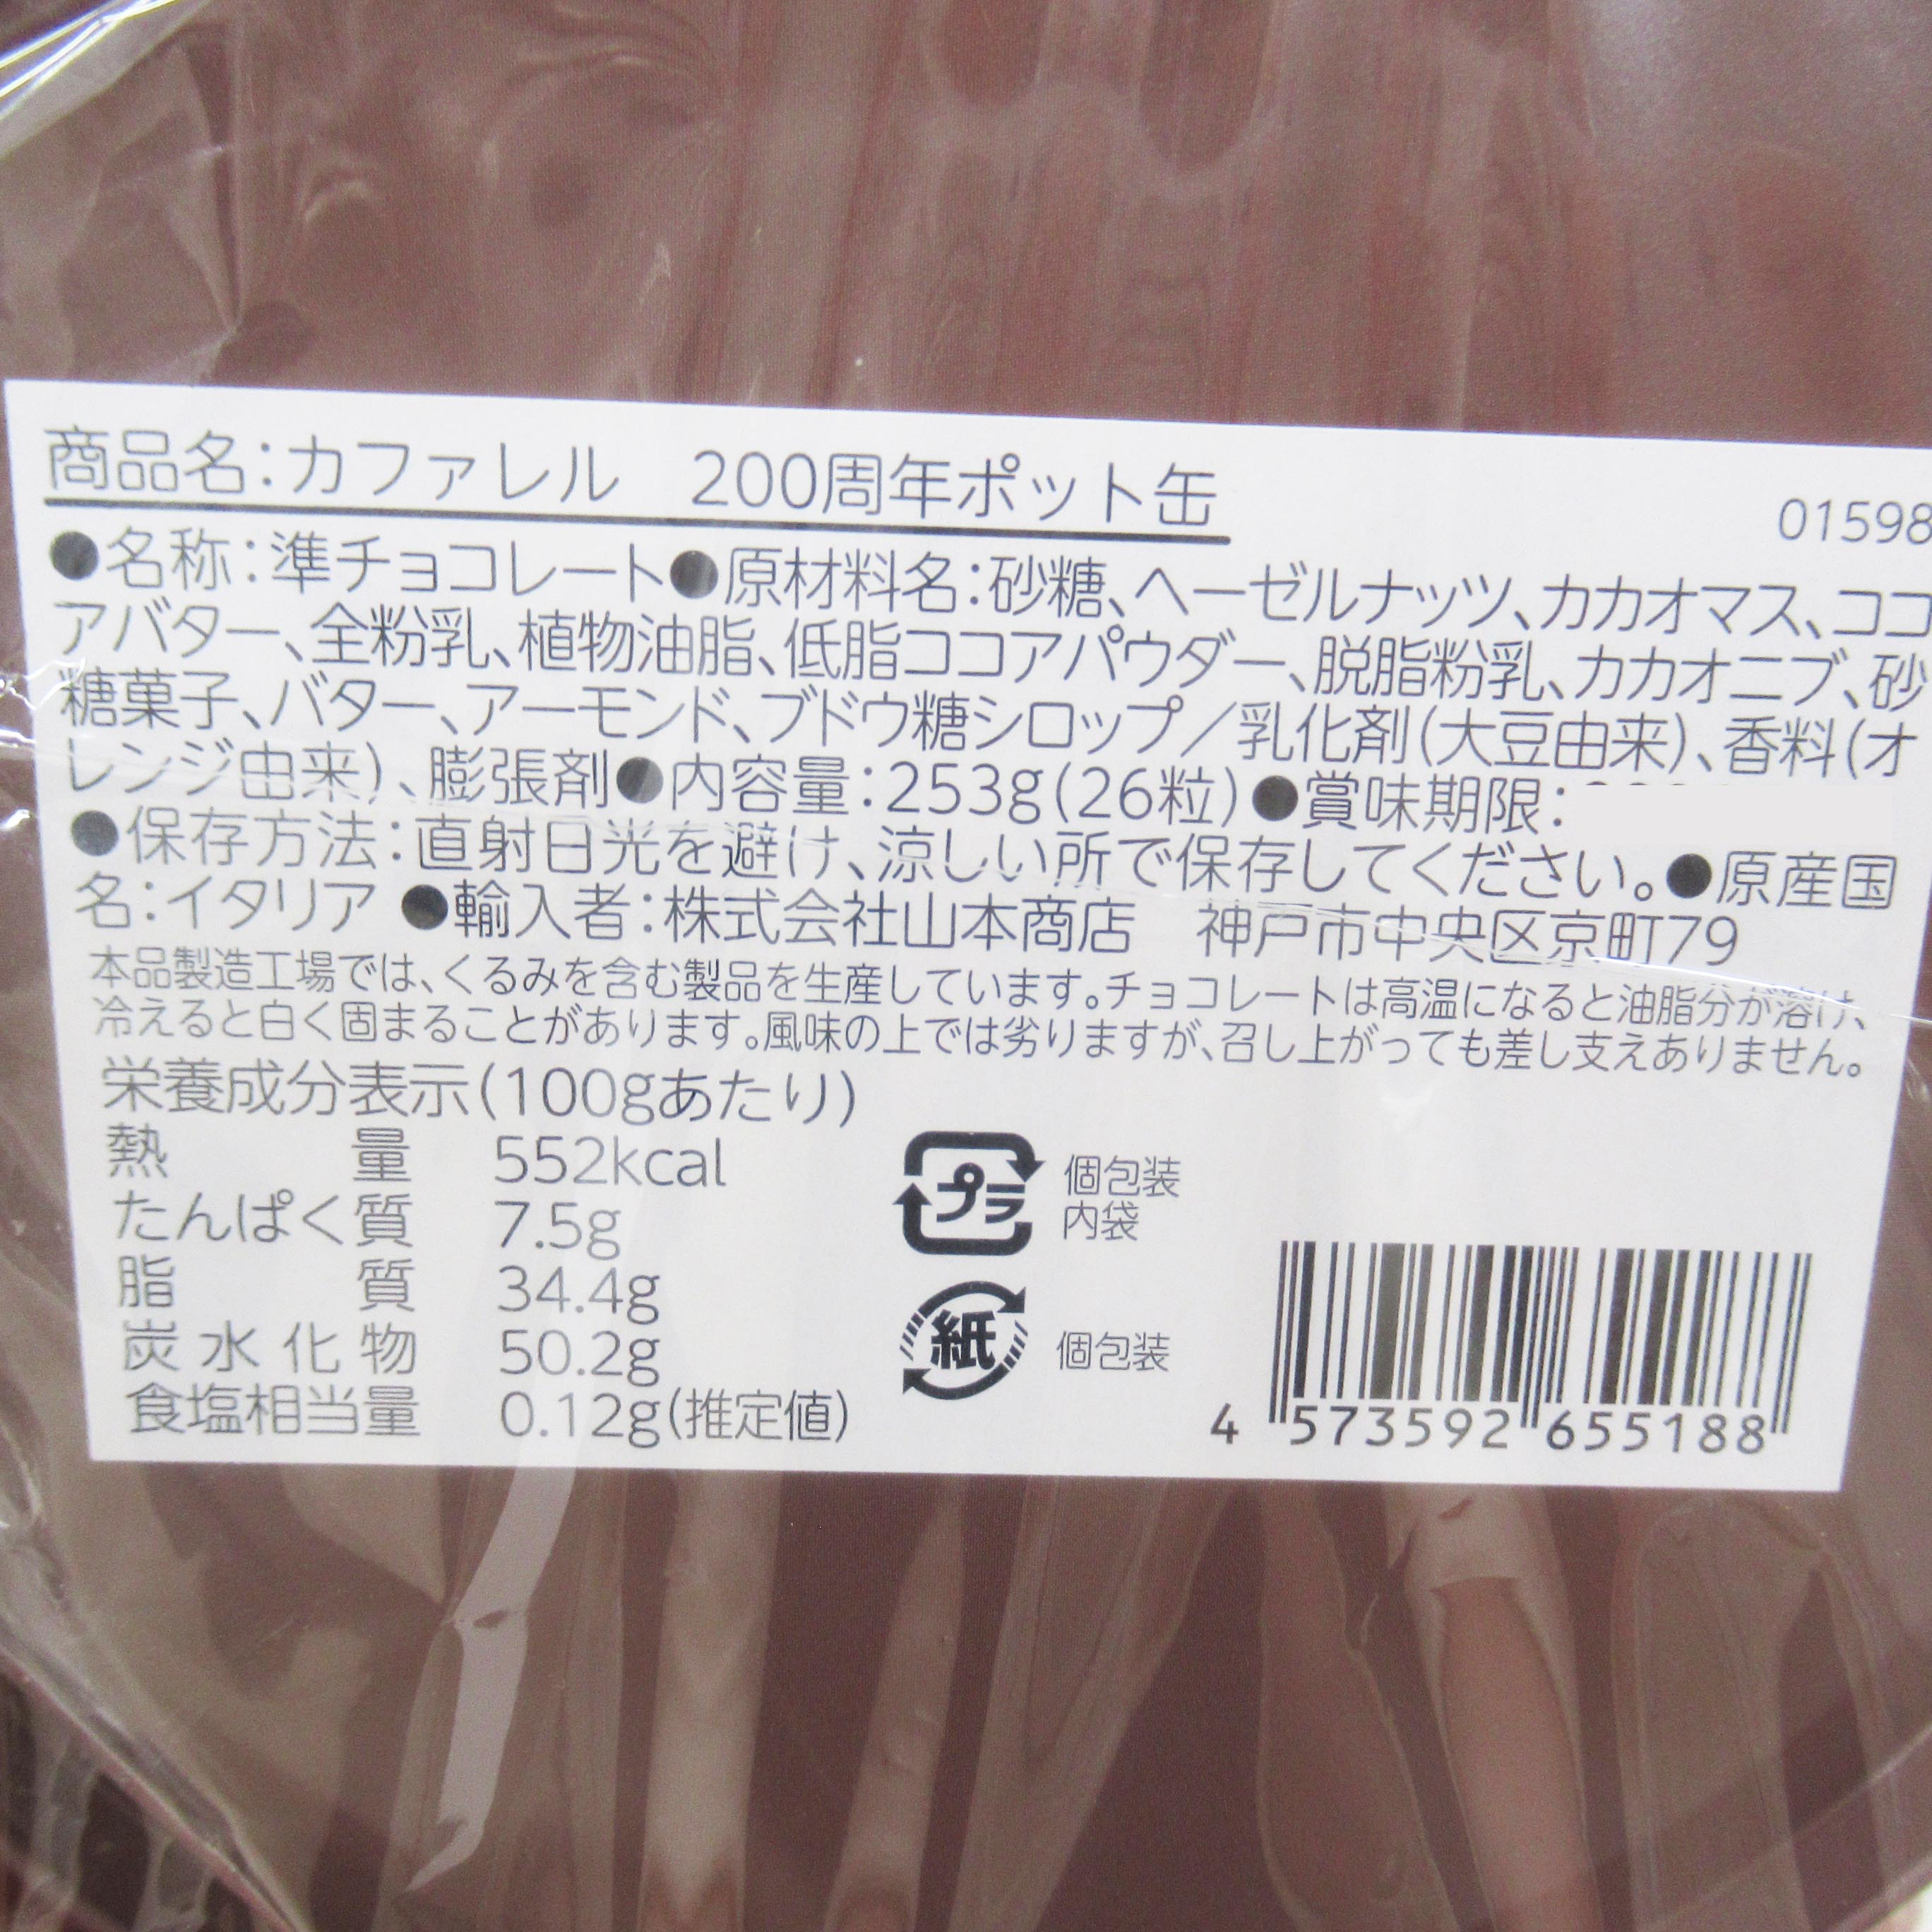 商品名：カファレル　200周年ポット缶
01598
●名称：準チョコレート●原材料名：砂糖、ヘーゼルナッツ、カカオマス、ココ
アバター、全粉乳、植物油脂、低脂ココアパウダー、脱脂粉乳、カカオニブ、砂
糖菓子、バター、アーモンド、ブドウ糖シロップ／乳化剤（大豆由来）、香料（オ
レンジ由来）、膨張剤●内容量：253g（26粒）●賞味期限：
●保存方法：直射日光を避け、涼しい所で保存してください。●原産国
名：イタリア ●輸入者：株式会社山本商店　神戸市中央区京町79
本品製造工場では、くるみを含む製品を生産しています。チョコレートは高温になると油脂分が溶け、
冷えると白く固まることがあります。風味の上では劣りますが、召し上がっても差し支えありません。
栄養成分表示（100gあたり）
熱量 552kcal
たんぱく質 7.5g
脂質 34.4g
炭水化物 50.2g
食塩相当量 0.12g（推定値）
プラ 個包装
内袋
紙 個包装
4 573592 655188